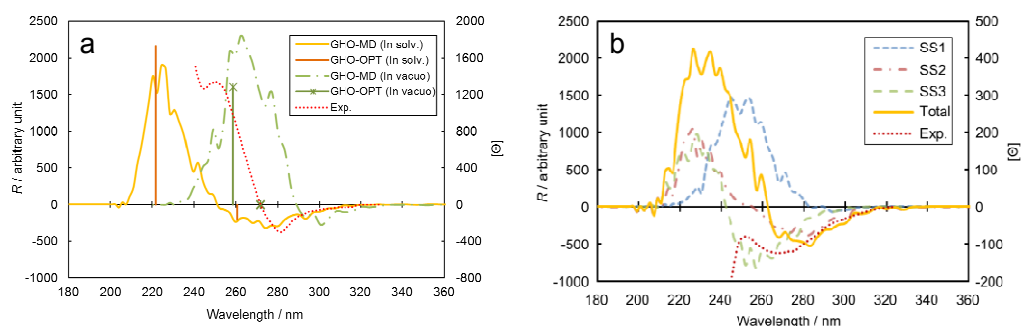 a
2500
2000
1500
1000
500
0
-500
-1000
R / arbitrary unit
2000
1600
1200
800
400
0
-400
-800
[Θ]
GHO-MD (In solv.)
GHO-OPT (In solv.)
GHO-MD (In vacuo)
GHO-OPT (In vacuo)
Exp.
180 200 220 240 260 280 300 320 340 360
Wavelength / nm
b
2500
2000
1500
1000
500
0
-500
-1000
R / arbitrary unit
500
400
300
200
100
0
-100
-200
[Θ]
SS1
SS2
SS3
Total
Exp.
180 200 220 240 260 280 300 320 340 360
Wavelength / nm